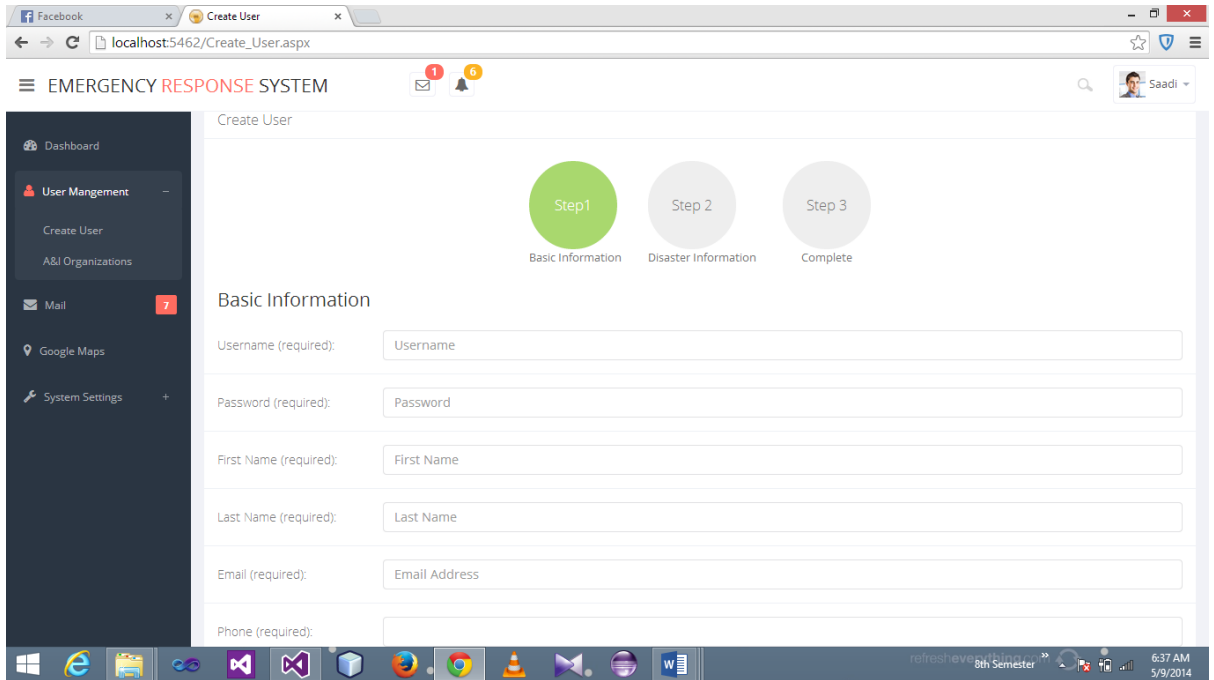 Facebook
Create User
localhost:5462/Create_User.aspx
EMERGENCY RESPONSE SYSTEM
1
6
Saadi
Create User
Dashboard
User Mangement
Create User
A&I Organizations
Mail
7
Google Maps
System Settings
Step1
Step 2
Step 3
Basic Information
Disaster Information
Complete
Basic Information
Username (required):
Username
Password (required):
Password
First Name (required):
First Name
Last Name (required):
Last Name
Email (required):
Email Address
Phone (required):
refresheverything.com
8th Semester
6:37 AM
5/9/2014